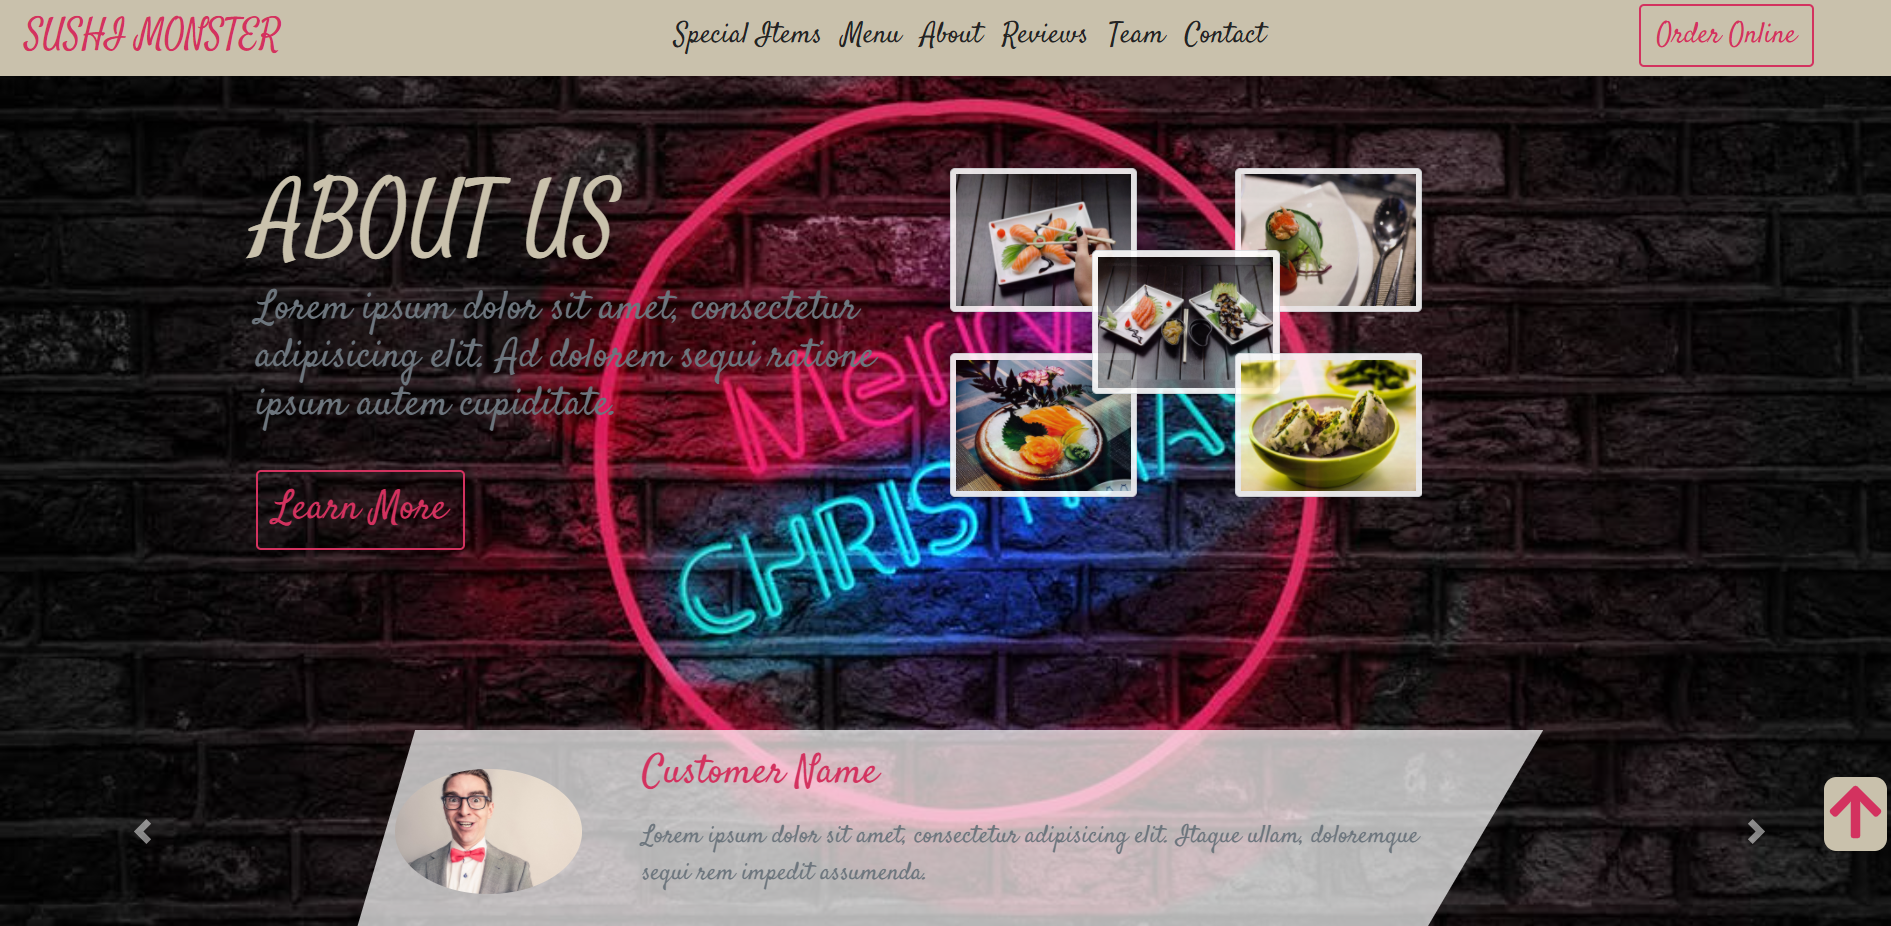 SUSHI MONSTER
Special Items Menu About Reviews Team Contact
Order Online
ABOUT US
Lorem ipsum dolor sit amet, consectetur
adipisicing elit. Ad dolorem sequi ratione
ipsum autem cupiditate.
Learn More
Merry
CHRISTMAS
Customer Name
Lorem ipsum dolor sit amet, consectetur adipisicing elit. Itaque ullam, doloremque
sequi rem impedit assumenda.